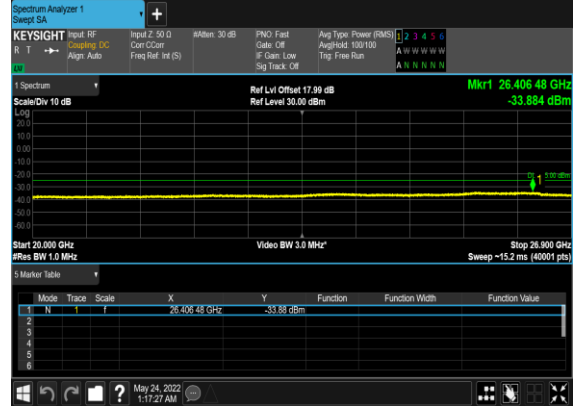 Spectrum Analyzer 1
Swept SA
+
KEYSIGHT Input: RF Input Z: 50 Ω #Atten: 30 dB PNO: Fast Avg Type: Power (RMS) 1 2 3 4 5 6
R T Coupling: DC Corr CCorr Gate: Off Avg|Hold: 100/100 A W W W W W
Align: Auto Freq Ref: Int (S) IF Gain: Low Trig: Free Run
Sig Track: Off A N N N N N
LXI
1 Spectrum Ref Lvl Offset 17.99 dB Mkr1 26.406 48 GHz
Scale/Div 10 dB Ref Level 30.00 dBm -33.884 dBm
Log
20.0
10.0
0.00
-10.0
-20.0
-30.0
-40.0
-50.0
-60.0
1
Start 20.000 GHz Video BW 3.0 MHz* Stop 26.900 GHz
#Res BW 1.0 MHz Sweep ~15.2 ms (40001 pts)
5 Marker Table
Mode Trace Scale X Y Function Function Width Function Value
1 N 1 f 26.406 48 GHz -33.88 dBm
2
3
4
5
6
? May 24, 2022
1:17:27 AM